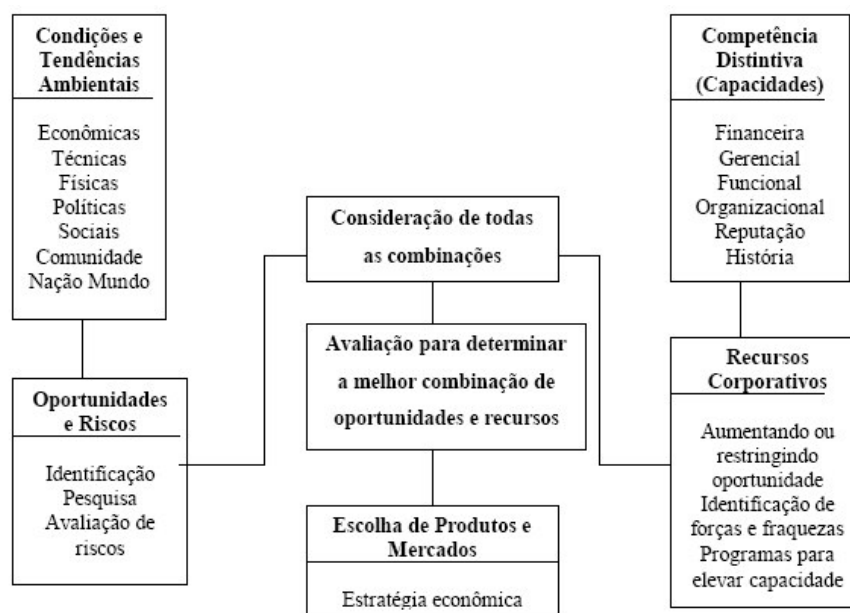 Condições e
Tendências
Ambientais
Econômicas
Técnicas
Físicas
Políticas
Sociais
Comunidade
Nação Mundo
Oportunidades
e Riscos
Identificação
Pesquisa
Avaliação de
riscos
Consideração de todas
as combinações
Avaliação para determinar
a melhor combinação de
oportunidades e recursos
Escolha de Produtos e
Mercados
Estratégia econômica
Competência
Distintiva
(Capacidades)
Financeira
Gerencial
Funcional
Organizacional
Reputação
História
Recursos
Corporativos
Aumentando ou
restringindo
oportunidade
Identificação de
forças e fraquezas
Programas para
elevar capacidade